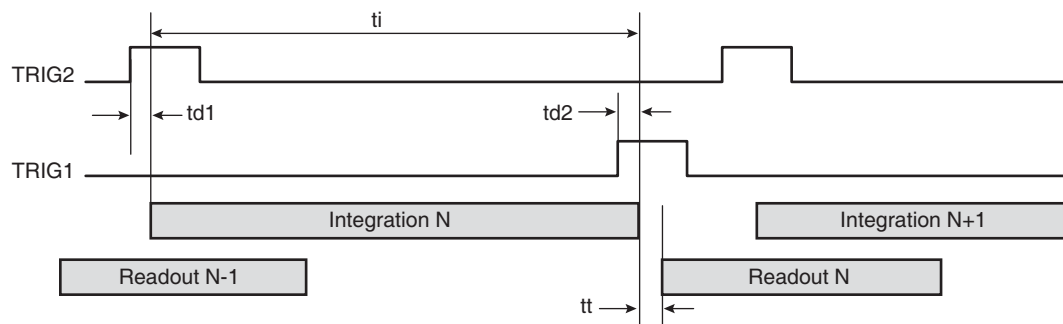 ti
TRIG2
td1
td2
TRIG1
Integration N
Integration N+1
Readout N-1
Readout N
tt